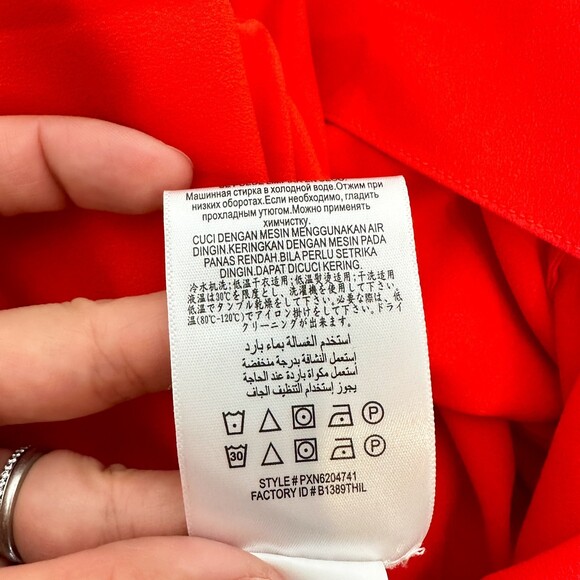 Машинная стирка в холодной воде.Отжим при
низких оборотах.Если необходимо, гладить
прохладным утюгом.Можно применять
химчистку.
CUCI DENGAN MESIN MENGGUNAKAN AIR
DINGIN.KERINGKAN DENGAN MESIN PADA
PANAS RENDAH.BILA PERLU SETRIKA
DINGIN.DAPAT DICUCI KERING.
冷水机洗;低温干衣适用;低温熨烫适用;干洗适用
液温は30℃を限度とし、洗濯機を使用して下さい。
低温でタンブル乾燥をして下さい。必要な際は、低
温(80℃-120℃)でアイロン掛けをして下さい。ドライ
クリーニングが出来ます。
استخدم الغسالة بماء بارد
إستعمل النشافة بدرجة منخفضة
إستعمل مكواة باردة عند الحاجة
يجوز إستخدام التنظيف الجاف
P
30 P
STYLE # PXN6204741
FACTORY ID # B1389THIL